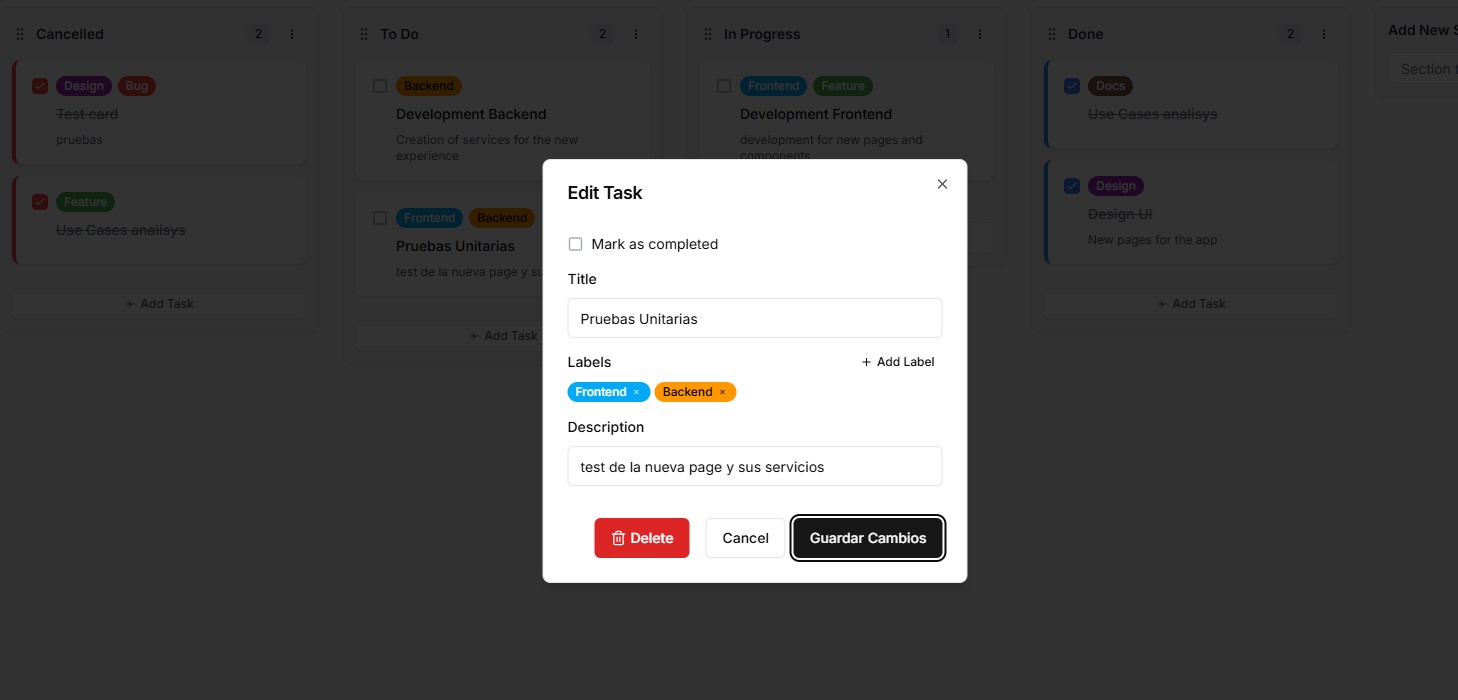 Cancelled 2
Design Bug
Test card
pruebas
Feature
Use Cases analisys
+ Add Task
To Do 2
Backend
Development Backend
Creation of services for the new
experience
Frontend Backend
Pruebas Unitarias
test de la nueva page y su
+ Add Task
In Progress 1
Frontend Feature
Development Frontend
development for new pages and
components
Done 2
Docs
Use Cases analisys
Design
Design UI
New pages for the app
+ Add Task
Add New S
Section t
Edit Task
Mark as completed
Title
Pruebas Unitarias
Labels + Add Label
Frontend × Backend ×
Description
test de la nueva page y sus servicios
Delete Cancel Guardar Cambios